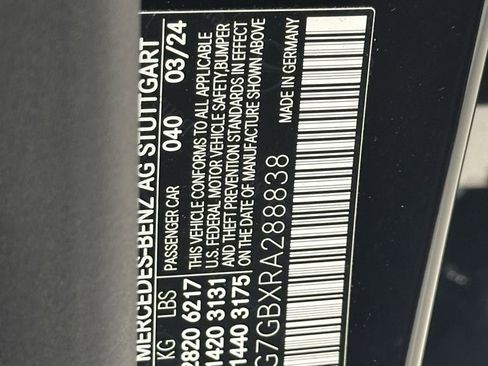 MERCEDES-BENZ AG STUTTGART
KG LBS PASSENGER CAR 040 03/24
2820 6217 THIS VEHICLE CONFORMS TO ALL APPLICABLE
U.S. FEDERAL MOTOR VEHICLE SAFETY, BUMPER
1420 3131 AND THEFT PREVENTION STANDARDS IN EFFECT
1440 3175 ON THE DATE OF MANUFACTURE SHOWN ABOVE
G7GBXRA288838 MADE IN GERMANY